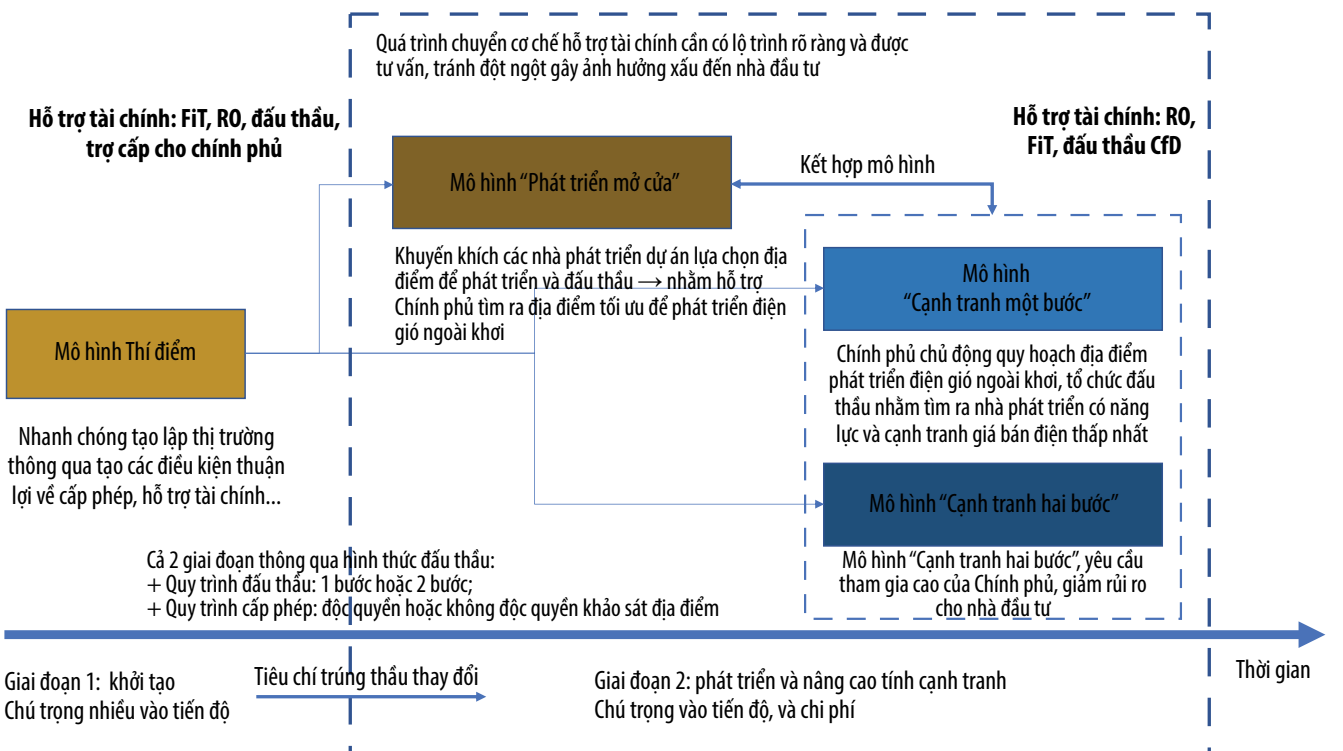 Quá trình chuyển cơ chế hỗ trợ tài chính cần có lộ trình rõ ràng và được
tư vấn, tránh đột ngột gây ảnh hưởng xấu đến nhà đầu tư
Hỗ trợ tài chính: FiT, RO, đấu thầu,
trợ cấp cho chính phủ
Hỗ trợ tài chính: RO,
FiT, đấu thầu CfD
Mô hình “Phát triển mở cửa”
Kết hợp mô hình
Khuyến khích các nhà phát triển dự án lựa chọn địa
điểm để phát triển và đấu thầu → nhằm hỗ trợ
Chính phủ tìm ra địa điểm tối ưu để phát triển điện
gió ngoài khơi
Mô hình
“Cạnh tranh một bước”
Mô hình Thí điểm
Chính phủ chủ động quy hoạch địa điểm
phát triển điện gió ngoài khơi, tổ chức đấu
thầu nhằm tìm ra nhà phát triển có năng
lực và cạnh tranh giá bán điện thấp nhất
Nhanh chóng tạo lập thị trường
thông qua tạo các điều kiện thuận
lợi về cấp phép, hỗ trợ tài chính...
Mô hình “Cạnh tranh hai bước”
Mô hình “Cạnh tranh hai bước”, yêu cầu
tham gia cao của Chính phủ, giảm rủi ro
cho nhà đầu tư
Cả 2 giai đoạn thông qua hình thức đấu thầu:
+ Quy trình đấu thầu: 1 bước hoặc 2 bước;
+ Quy trình cấp phép: độc quyền hoặc không độc quyền khảo sát địa điểm
Giai đoạn 1: khởi tạo
Chú trọng nhiều vào tiến độ
Tiêu chí trúng thầu thay đổi
Giai đoạn 2: phát triển và nâng cao tính cạnh tranh
Chú trọng vào tiến độ, và chi phí
Thời gian